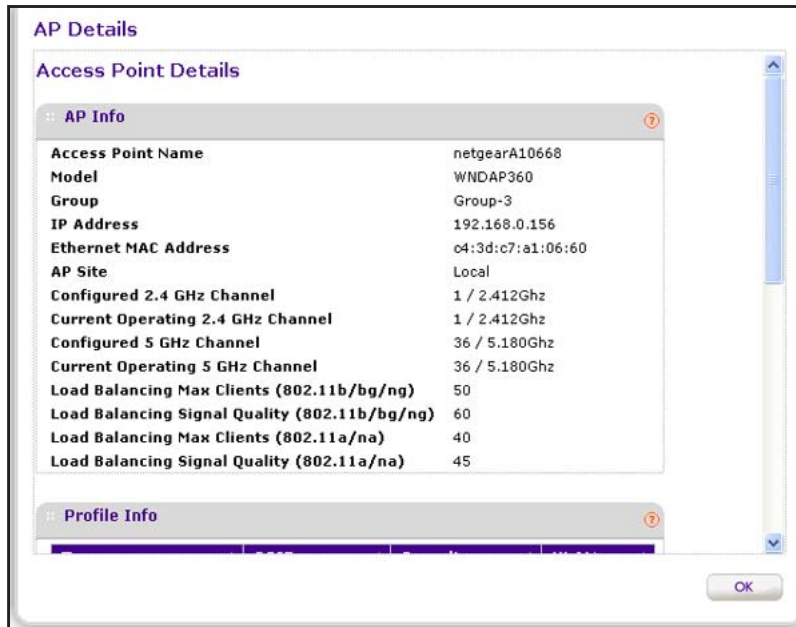 AP Details
Access Point Details
AP Info
Access Point Name netgearA10668
Model WNDAP360
Group Group-3
IP Address 192.168.0.156
Ethernet MAC Address c4:3d:c7:a1:06:60
AP Site Local
Configured 2.4 GHz Channel 1 / 2.412Ghz
Current Operating 2.4 GHz Channel 1 / 2.412Ghz
Configured 5 GHz Channel 36 / 5.180Ghz
Current Operating 5 GHz Channel 36 / 5.180Ghz
Load Balancing Max Clients (802.11b/bg/ng) 50
Load Balancing Signal Quality (802.11b/bg/ng) 60
Load Balancing Max Clients (802.11a/na) 40
Load Balancing Signal Quality (802.11a/na) 45
Profile Info
OK